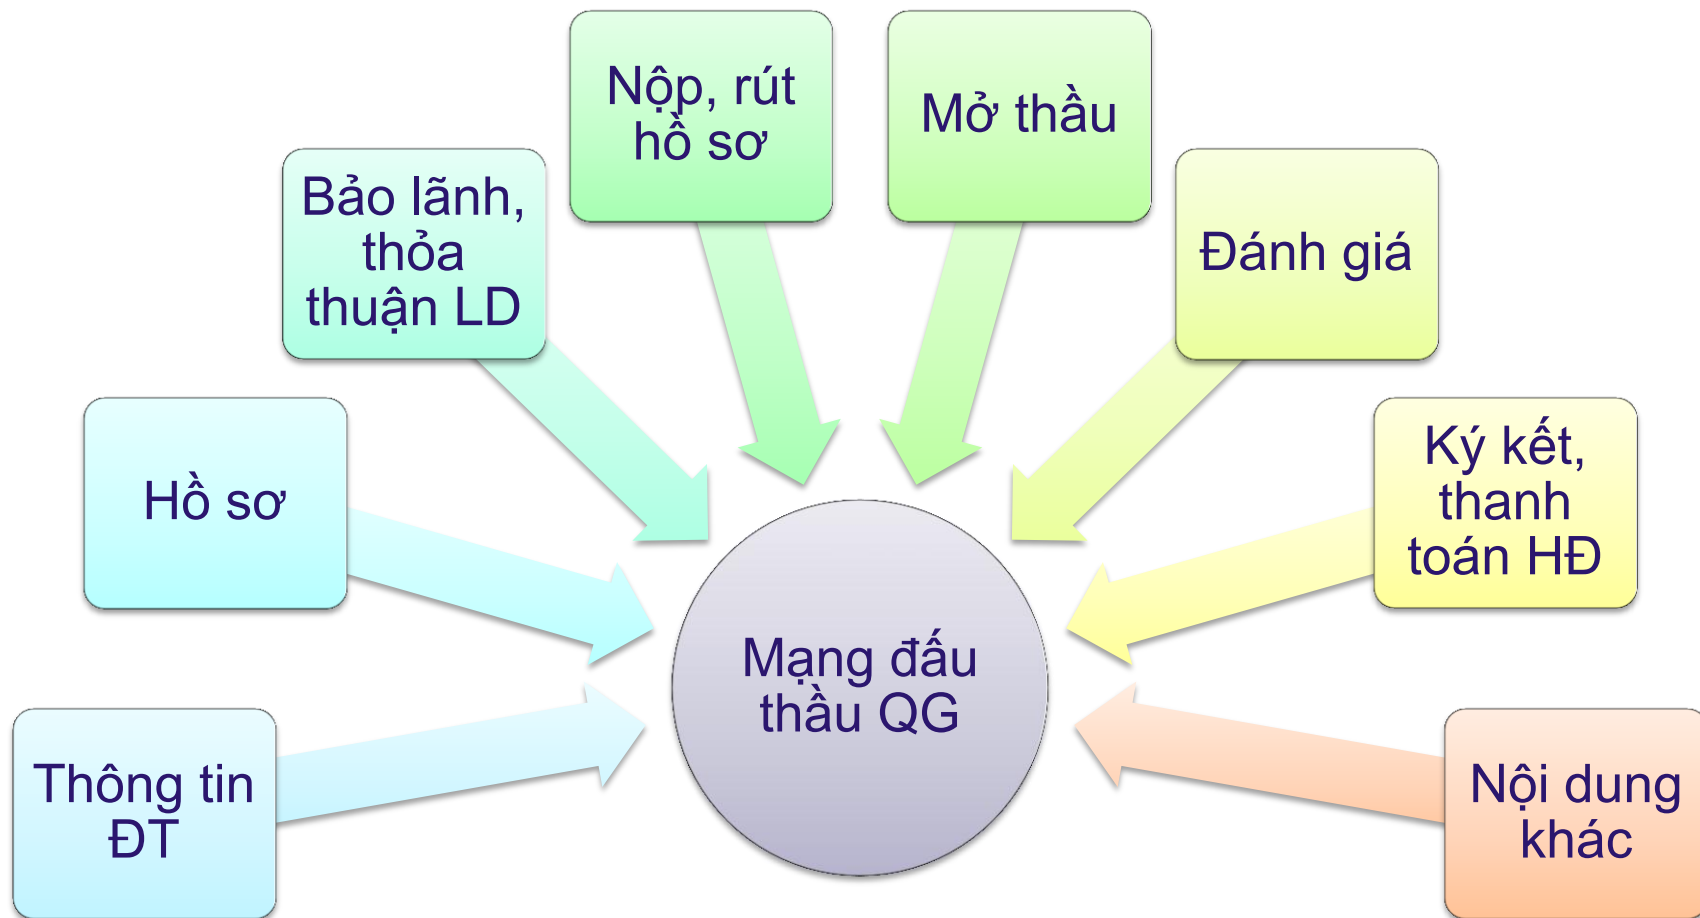 Thông tin
ĐT
Hồ sơ
Bảo lãnh,
thỏa
thuận LD
Nộp, rút
hồ sơ
Mở thầu
Đánh giá
Ký kết,
thanh
toán HĐ
Nội dung
khác
Mạng đấu
thầu QG